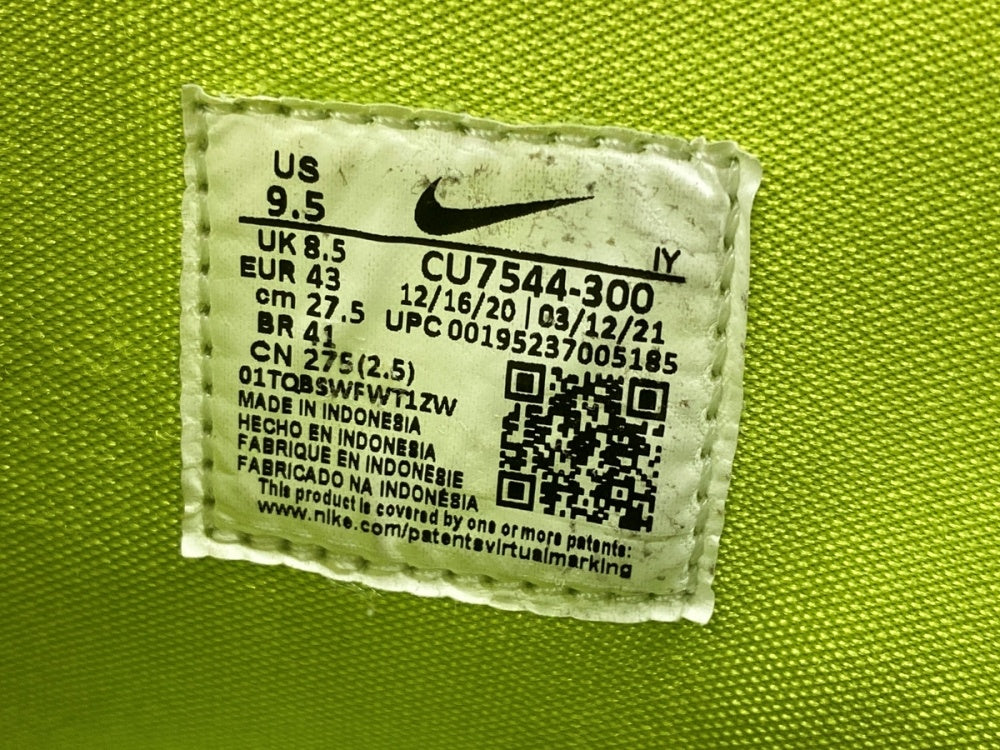 US
9.5
IY
UK 8.5
EUR 43
cm 27.5
BR 41
CN 275(2.5)
CU7544-300
12/16/20 | 03/12/21
UPC 00195237005185
01TQBSWFWT1ZW
MADE IN INDONESIA
HECHO EN INDONESIA
FABRIQUE EN INDONESIE
FABRICADO NA INDONÉSIA
This product is covered by one or more patents:
www.nike.com/patentsvirtualmarking